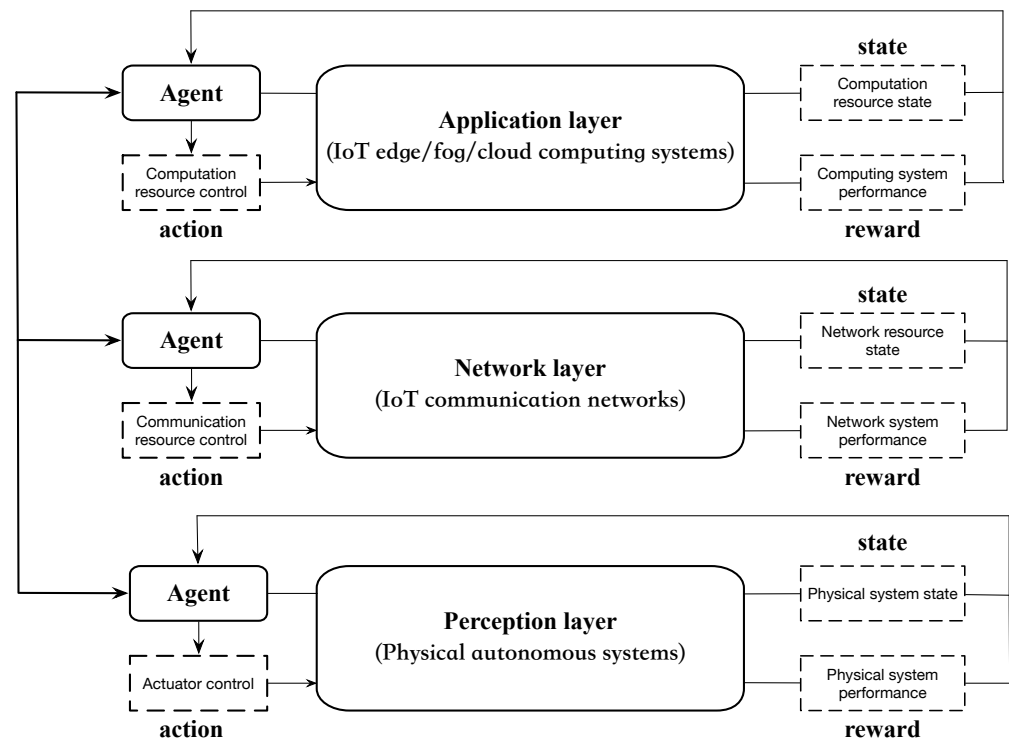 state
Agent
Computation
resource state
Application layer
(IoT edge/fog/cloud computing systems)
Computation
resource control
Computing system
performance
action
reward
state
Agent
Network resource
state
Network layer
(IoT communication networks)
Communication
resource control
Network system
performance
action
reward
state
Agent
Physical system state
Perception layer
(Physical autonomous systems)
Actuator control
Physical system
performance
action
reward